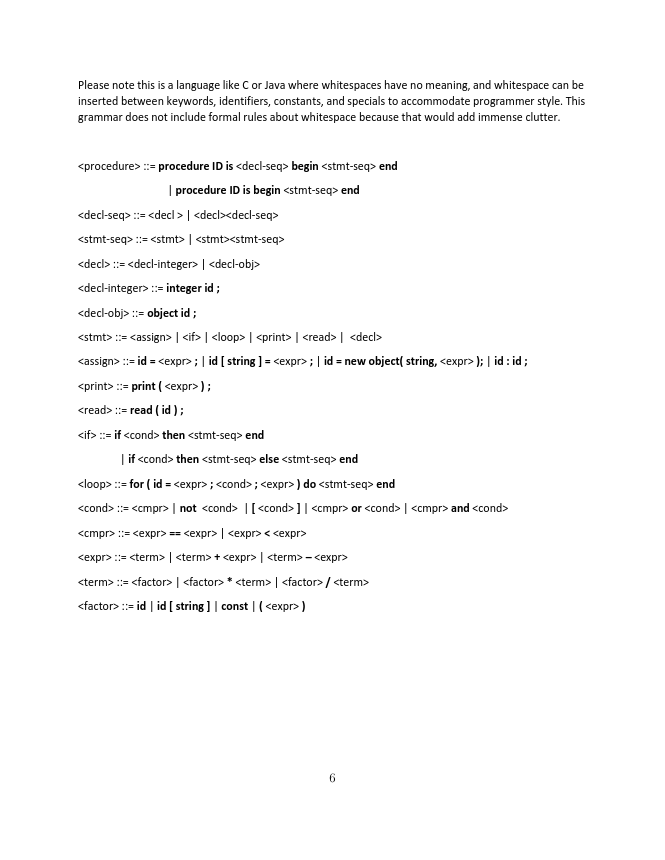 Please note this is a language like C or Java where whitespaces have no meaning, and whitespace can be
inserted between keywords, identifiers, constants, and specials to accommodate programmer style. This
grammar does not include formal rules about whitespace because that would add immense clutter.
<procedure> ::= procedure ID is <decl-seq> begin <stmt-seq> end
| procedure ID is begin <stmt-seq> end
<decl-seq> ::= <decl > | <decl><decl-seq>
<stmt-seq> ::= <stmt> | <stmt><stmt-seq>
<decl> ::= <decl-integer> | <decl-obj>
<decl-integer> ::= integer id ;
<decl-obj> ::= object id ;
<stmt> ::= <assign> | <if> | <loop> | <print> | <read> | <decl>
<assign> ::= id = <expr> ; | id [ string ] = <expr> ; | id = new object( string, <expr> ); | id : id ;
<print> ::= print ( <expr> ) ;
<read> ::= read ( id ) ;
<if> ::= if <cond> then <stmt-seq> end
| if <cond> then <stmt-seq> else <stmt-seq> end
<loop> ::= for ( id = <expr> ; <cond> ; <expr> ) do <stmt-seq> end
<cond> ::= <cmpr> | not <cond> | [ <cond> ] | <cmpr> or <cond> | <cmpr> and <cond>
<cmpr> ::= <expr> == <expr> | <expr> < <expr>
<expr> ::= <term> | <term> + <expr> | <term> – <expr>
<term> ::= <factor> | <factor> * <term> | <factor> / <term>
<factor> ::= id | id [ string ] | const | ( <expr> )
6